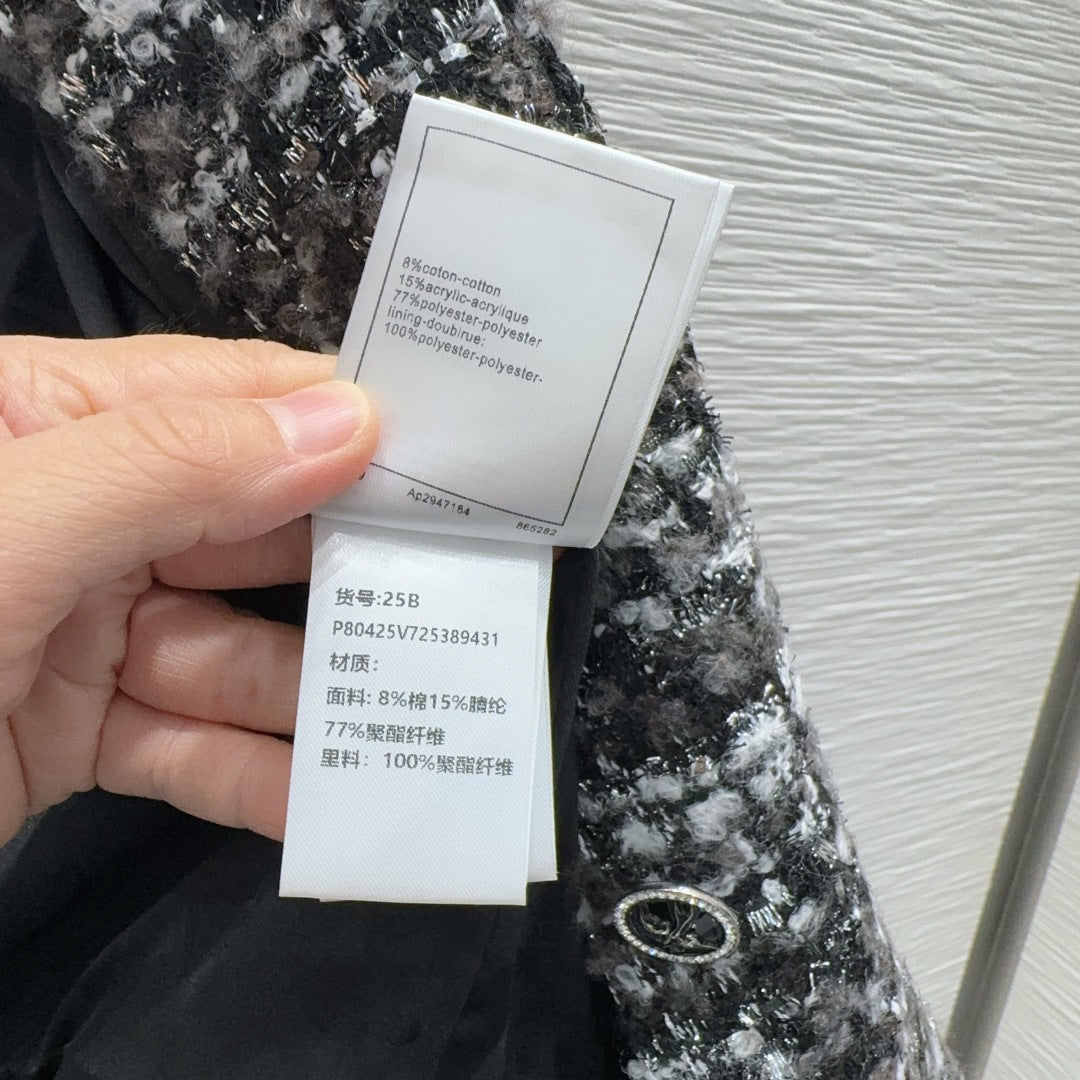 8%coton-cotton
15%acrylic-acrylique
77%polyester-polyester
lining-doubirue:
100%polyester-polyester-
Ap2947184
865282
货号:25B
P80425V725389431
材质：
面料: 8%棉15%腈纶
77%聚酯纤维
里料：100%聚酯纤维